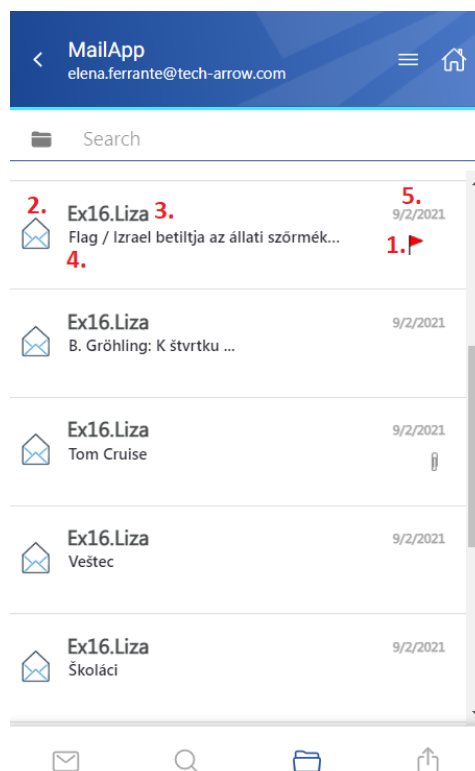 MailApp
elena.ferrante@tech-arrow.com
Search
2. Ex16.Liza 3. 5. 9/2/2021
Flag / Izrael betiltja az állati szőrmék... 1.
4.
Ex16.Liza 9/2/2021
B. Gröhling: K štvrtku ...
Ex16.Liza 9/2/2021
Tom Cruise
Ex16.Liza 9/2/2021
Veštec
Ex16.Liza 9/2/2021
Školáci